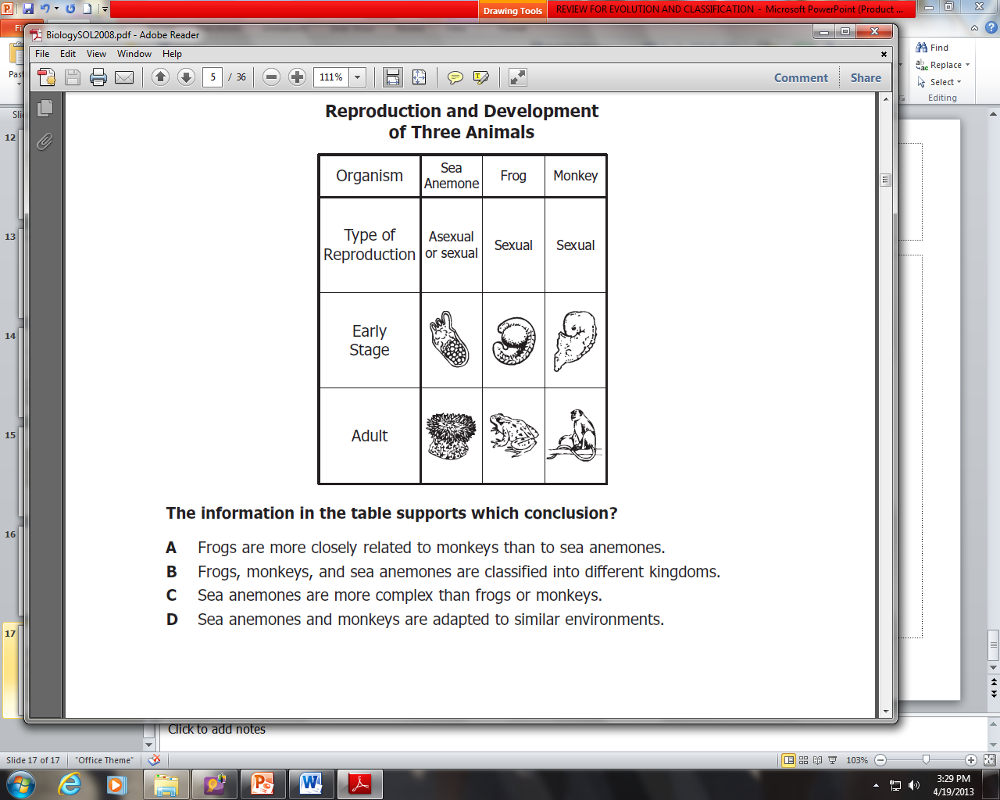 Drawing Tools
REVIEW FOR EVOLUTION AND CLASSIFICATION - Microsoft PowerPoint (Product ...
BiologySOL2008.pdf - Adobe Reader
File Edit View Window Help
5 / 36 111% Comment Share
Find
Replace
Select
Editing
Past
Slid
12
13
14
15
16
17
Reproduction and Development
of Three Animals
Organism Sea Anemone Frog Monkey
Type of Reproduction Asexual or sexual Sexual Sexual
Early Stage
Adult
The information in the table supports which conclusion?
A Frogs are more closely related to monkeys than to sea anemones.
B Frogs, monkeys, and sea anemones are classified into different kingdoms.
C Sea anemones are more complex than frogs or monkeys.
D Sea anemones and monkeys are adapted to similar environments.
Click to add notes
Slide 17 of 17 "Office Theme" 103%
3:29 PM
4/19/2013